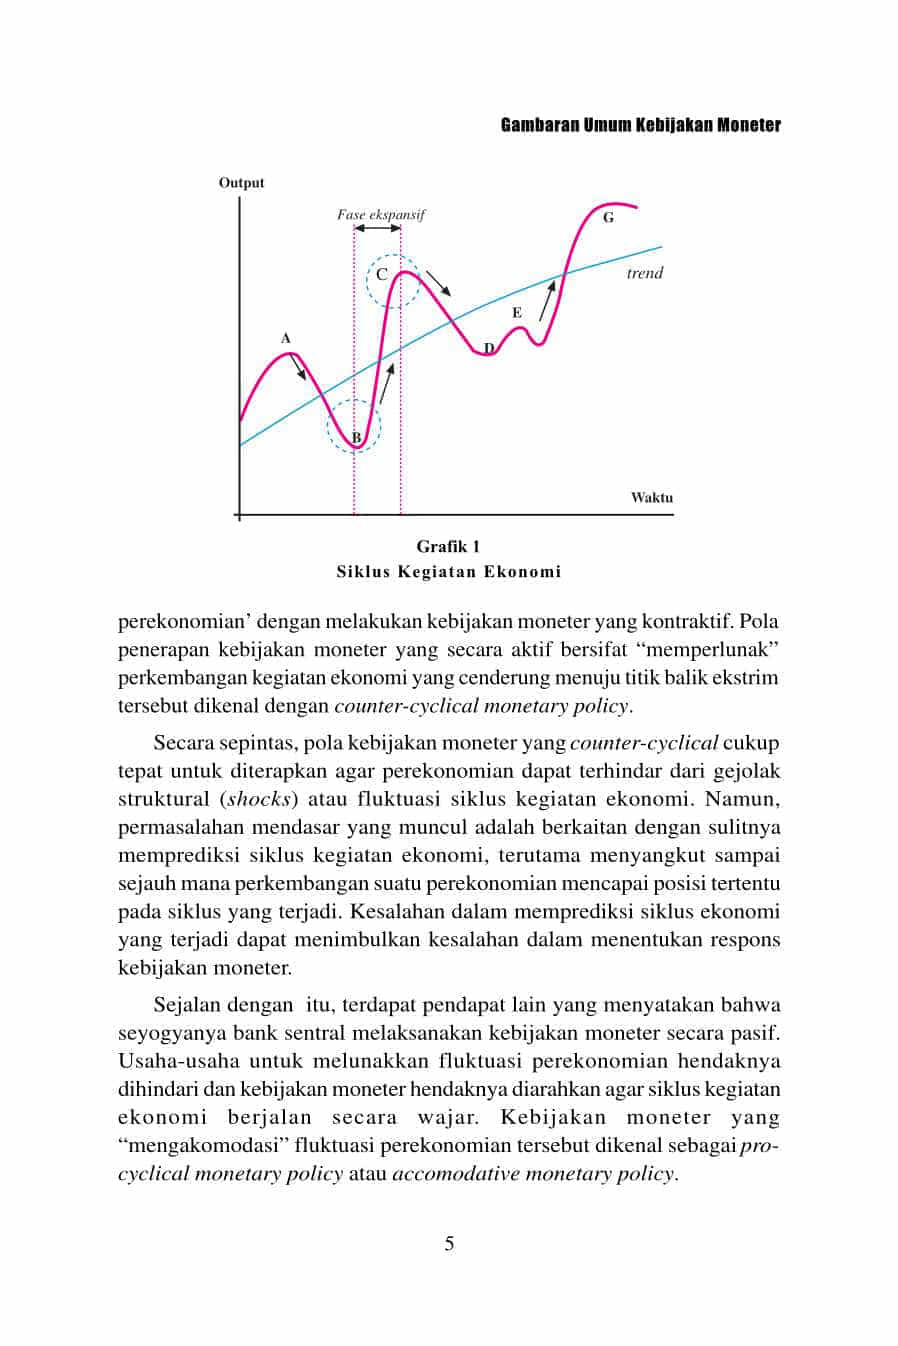 Gambaran Umum Kebijakan Moneter
Output
Fase ekspansif
G
C
trend
E
A
D
B
Waktu
Grafik 1
Siklus Kegiatan Ekonomi
perekonomian’ dengan melakukan kebijakan moneter yang kontraktif. Pola
penerapan kebijakan moneter yang secara aktif bersifat “memperlunak”
perkembangan kegiatan ekonomi yang cenderung menuju titik balik ekstrim
tersebut dikenal dengan counter-cyclical monetary policy.
Secara sepintas, pola kebijakan moneter yang counter-cyclical cukup
tepat untuk diterapkan agar perekonomian dapat terhindar dari gejolak
struktural (shocks) atau fluktuasi siklus kegiatan ekonomi. Namun,
permasalahan mendasar yang muncul adalah berkaitan dengan sulitnya
memprediksi siklus kegiatan ekonomi, terutama menyangkut sampai
sejauh mana perkembangan suatu perekonomian mencapai posisi tertentu
pada siklus yang terjadi. Kesalahan dalam memprediksi siklus ekonomi
yang terjadi dapat menimbulkan kesalahan dalam menentukan respons
kebijakan moneter.
Sejalan dengan itu, terdapat pendapat lain yang menyatakan bahwa
seyogyanya bank sentral melaksanakan kebijakan moneter secara pasif.
Usaha-usaha untuk melunakkan fluktuasi perekonomian hendaknya
dihindari dan kebijakan moneter hendaknya diarahkan agar siklus kegiatan
ekonomi berjalan secara wajar. Kebijakan moneter yang
“mengakomodasi” fluktuasi perekonomian tersebut dikenal sebagai pro-
cyclical monetary policy atau accomodative monetary policy.
5